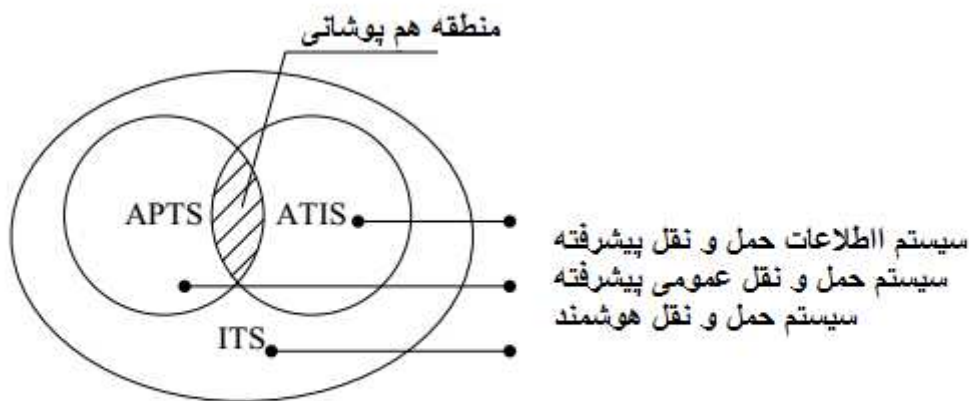 منطقه هم پوشانی
APTS
ATIS
سیستم ااطلاعات حمل و نقل پیشرفته
سیستم حمل و نقل عمومی پیشرفته
سیستم حمل و نقل هوشمند
ITS